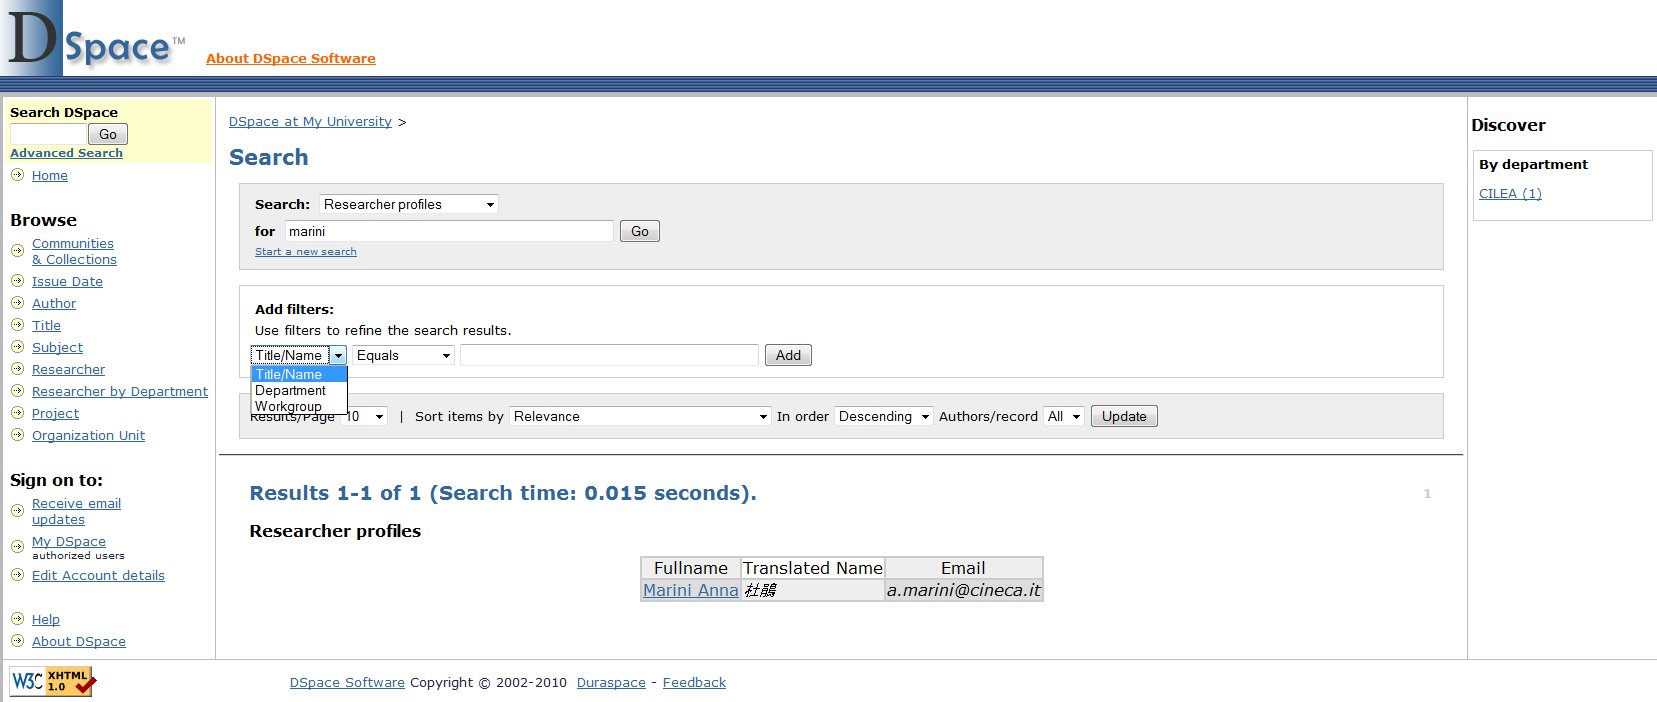 DSpace™
About DSpace Software
Search DSpace
Go
Advanced Search
Home
Browse
Communities
& Collections
Issue Date
Author
Title
Subject
Researcher
Researcher by Department
Project
Organization Unit
Sign on to:
Receive email
updates
My DSpace
authorized users
Edit Account details
Help
About DSpace
DSpace at My University >
Search
Search: Researcher profiles
for marini Go
Start a new search
Add filters:
Use filters to refine the search results.
Title/Name Equals Add
Title/Name
Department
Workgroup
Results/Page 10 | Sort items by Relevance In order Descending Authors/record All Update
Results 1-1 of 1 (Search time: 0.015 seconds). 1
Researcher profiles
Fullname Translated Name Email
Marini Anna 杜鵑 a.marini@cineca.it
Discover
By department
CILEA (1)
W3C XHTML 1.0
DSpace Software Copyright © 2002-2010 Duraspace - Feedback